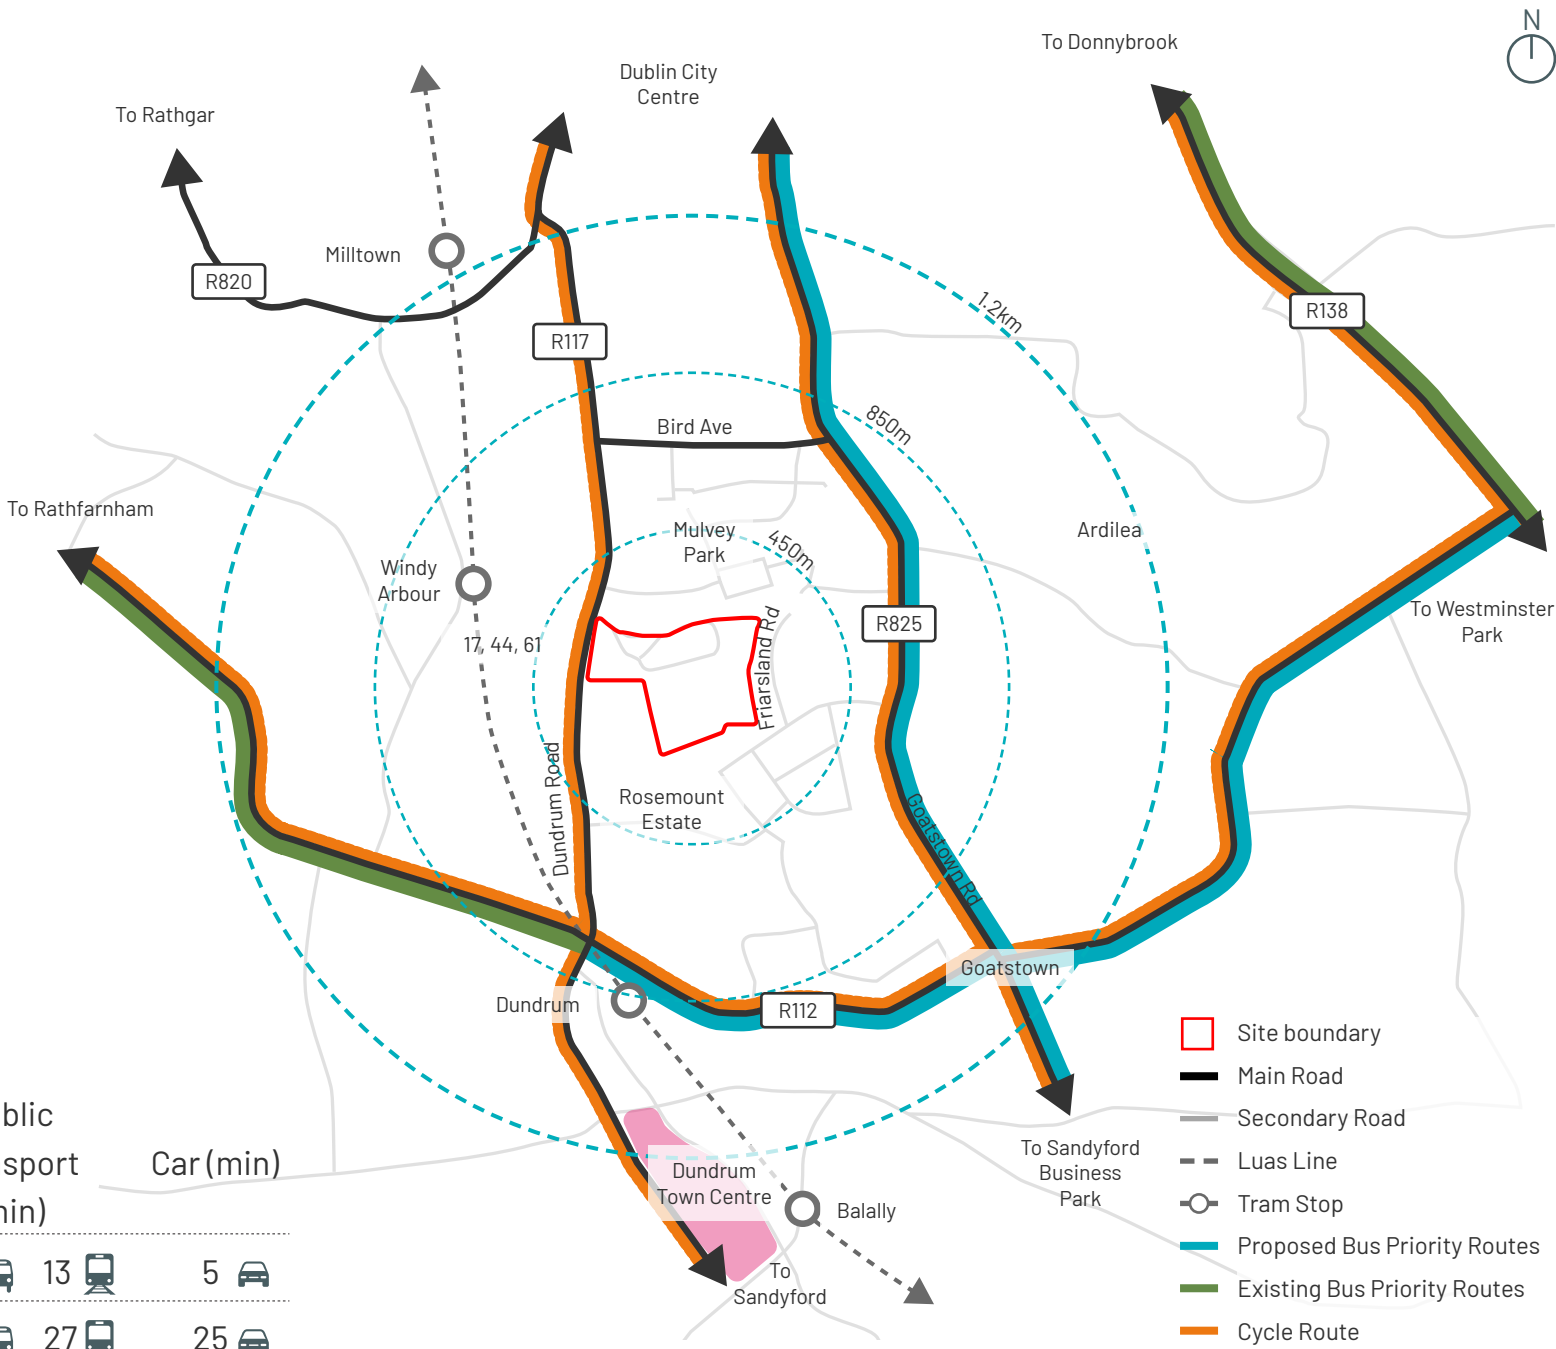 N
To Donnybrook
Dublin City
Centre
To Rathgar
Milltown
R820
1.2km
R138
R117
850m
Bird Ave
To Rathfarnham
Mulvey
Park
450m
Ardilea
Windy
Arbour
To Westminster
Park
R825
17, 44, 61
Friarsland Rd
Dundrum Road
Rosemount
Estate
Goatstown Rd
Goatstown
Dundrum
R112
Site boundary
Main Road
Secondary Road
Luas Line
Tram Stop
Proposed Bus Priority Routes
Existing Bus Priority Routes
Cycle Route
To Sandyford
Business
Park
Dundrum
Town Centre
Balally
To
Sandyford
blic
sport
Car (min)
nin)
13
5
27
25